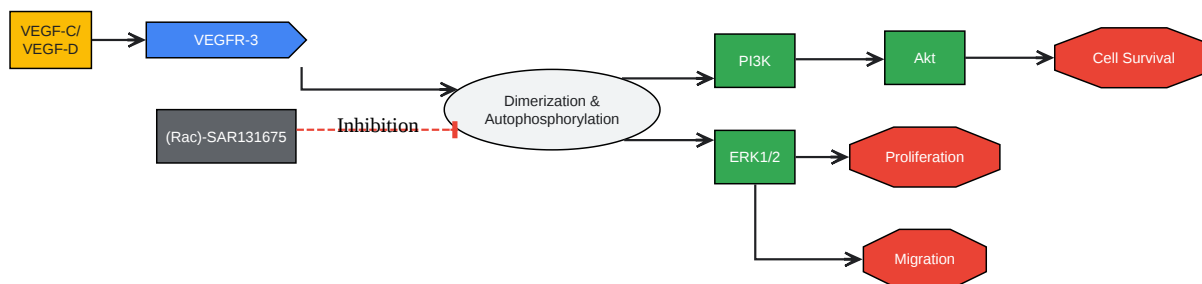 VEGF-C/
VEGF-D
VEGFR-3
(Rac)-SAR131675
Inhibition
Dimerization &
Autophosphorylation
PI3K
Akt
Cell Survival
ERK1/2
Proliferation
Migration